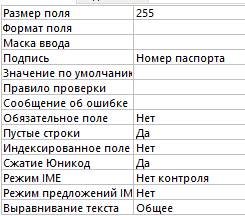 Размер поля 255
Формат поля
Маска ввода
Подпись Номер паспорта
Значение по умолчани
Правило проверки
Сообщение об ошибке
Обязательное поле Нет
Пустые строки Да
Индексированное поле Нет
Сжатие Юникод Да
Режим IME Нет контроля
Режим предложений IM Нет
Выравнивание текста Общее